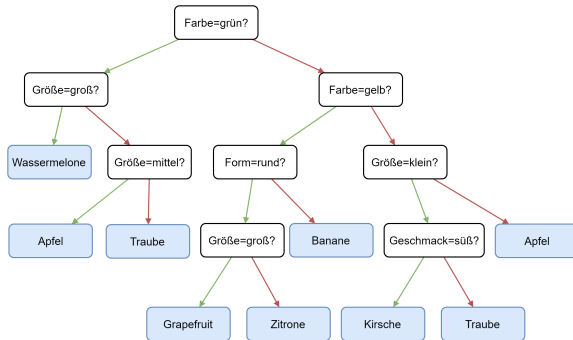 Farbe=grün?
Größe=groß?
Farbe=gelb?
Wassermelone
Größe=mittel?
Form=rund?
Größe=klein?
Apfel
Traube
Größe=groß?
Banane
Geschmack=süß?
Apfel
Grapefruit
Zitrone
Kirsche
Traube